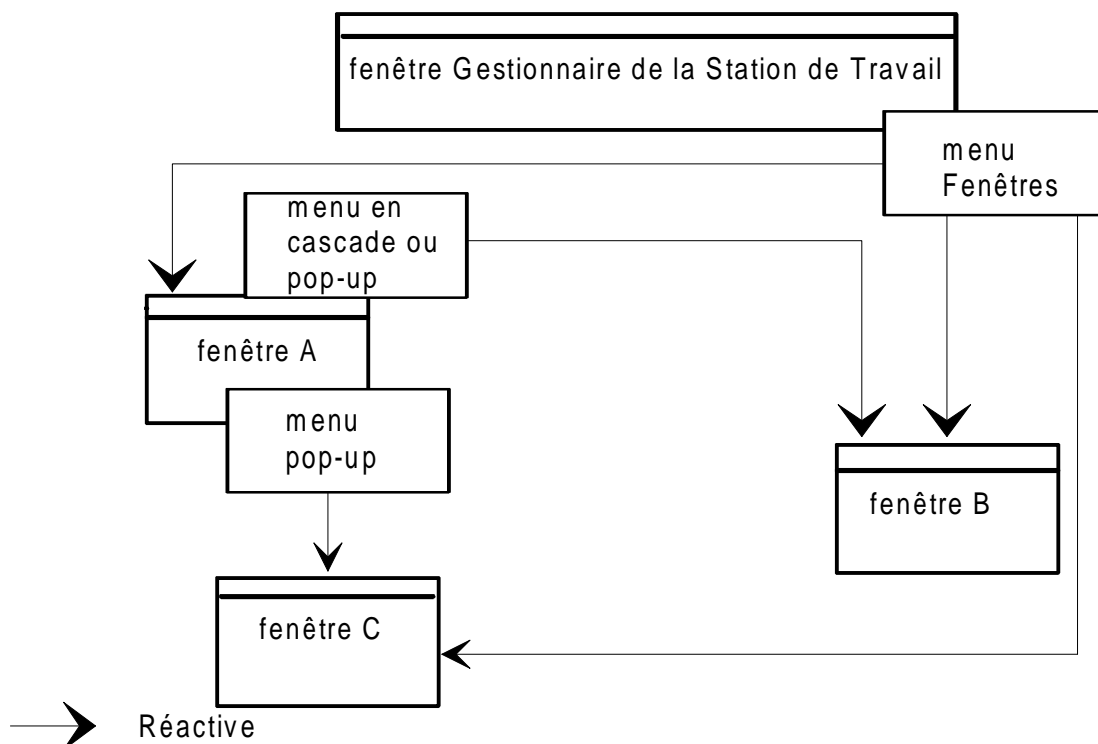 fenêtre Gestionnaire de la Station de Travail
menu
Fenêtres
menu en
cascade ou
pop-up
fenêtre A
menu
pop-up
fenêtre B
fenêtre C
Réactive